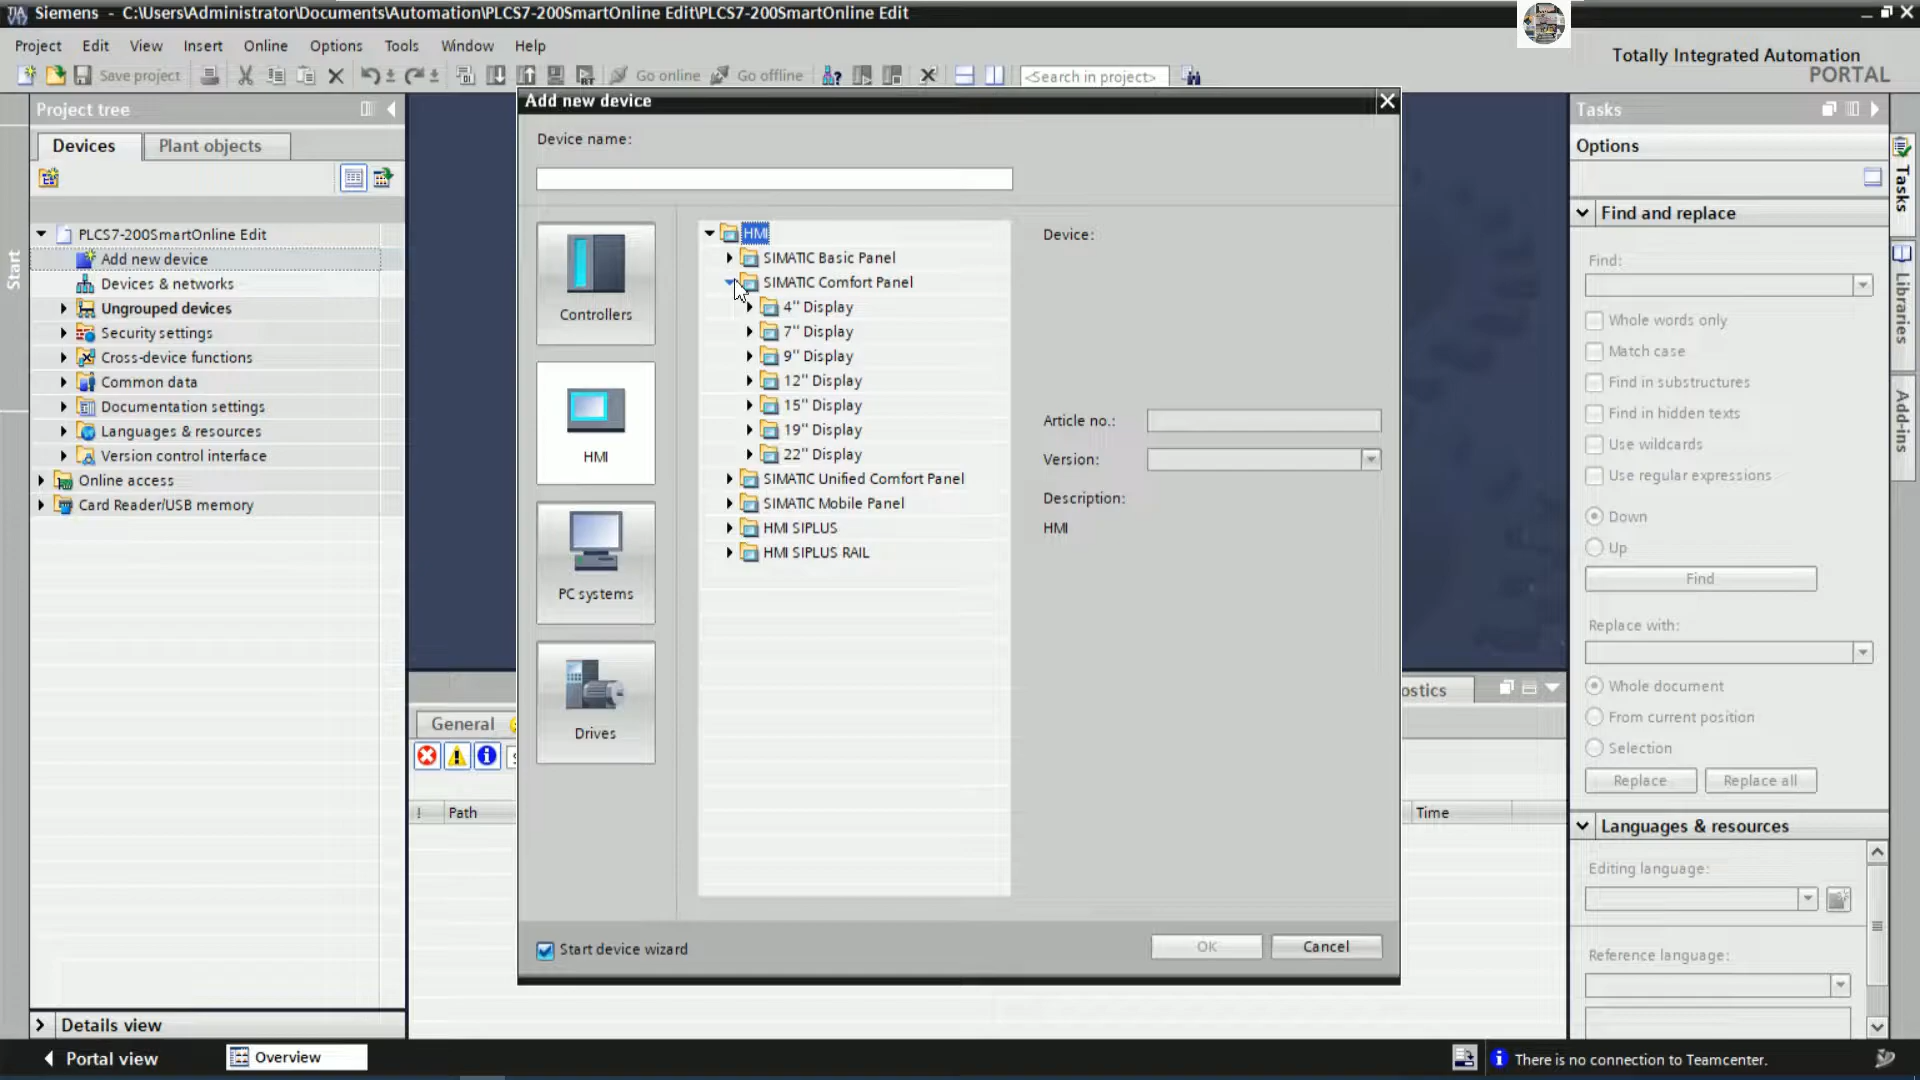 Siemens - C:\Users\Administrator\Documents\Automation\PLCS7-200SmartOnline Edit\PLCS7-200SmartOnline Edit
Project Edit View Insert Online Options Tools Window Help
Totally Integrated Automation
PORTAL
Save project Go online Go offline <Search in project>
Project tree
Devices
Plant objects
Start
PLCS7-200SmartOnline Edit
Add new device
Devices & networks
Ungrouped devices
Security settings
Cross-device functions
Common data
Documentation settings
Languages & resources
Version control interface
Online access
Card Reader/USB memory
Details view
Portal view
Overview
Add new device
Device name:
Controllers
HMI
PC systems
Drives
HMI
SIMATIC Basic Panel
SIMATIC Comfort Panel
4'' Display
7'' Display
9'' Display
12'' Display
15'' Display
19'' Display
22'' Display
SIMATIC Unified Comfort Panel
SIMATIC Mobile Panel
HMI SIPLUS
HMI SIPLUS RAIL
Device:
Article no.:
Version:
Description:
HMI
Start device wizard
OK
Cancel
General
! Path
ostics
Time
Tasks
Options
Find and replace
Find:
Whole words only
Match case
Find in substructures
Find in hidden texts
Use wildcards
Use regular expressions
Down
Up
Find
Replace with:
Whole document
From current position
Selection
Replace
Replace all
Languages & resources
Editing language:
Reference language:
Tasks
Libraries
Add-ins
There is no connection to Teamcenter.